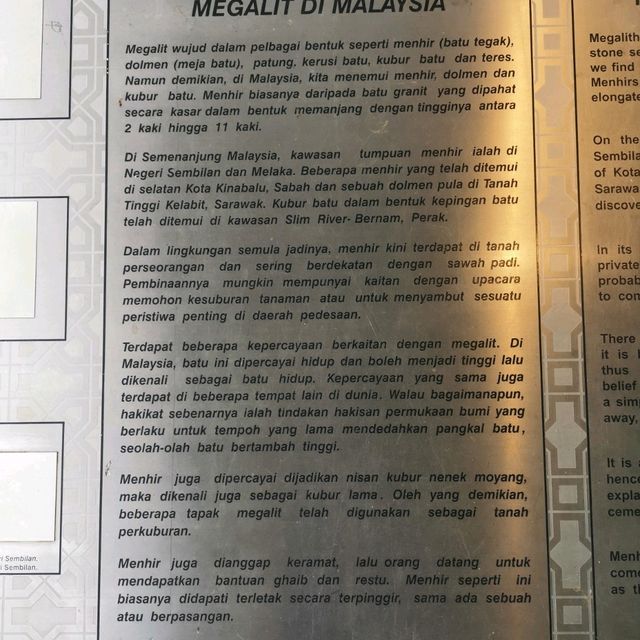 MEGALIT DI MALAYSIA
Megalit wujud dalam pelbagai bentuk seperti menhir (batu tegak),
dolmen (meja batu), patung, kerusi batu, kubur batu dan teres.
Namun demikian, di Malaysia, kita menemui menhir, dolmen dan
kubur batu. Menhir biasanya daripada batu granit yang dipahat
secara kasar dalam bentuk memanjang dengan tingginya antara
2 kaki hingga 11 kaki.
Di Semenanjung Malaysia, kawasan tumpuan menhir ialah di
Negeri Sembilan dan Melaka. Beberapa menhir yang telah ditemui
di selatan Kota Kinabalu, Sabah dan sebuah dolmen pula di Tanah
Tinggi Kelabit, Sarawak. Kubur batu dalam bentuk kepingan batu
telah ditemui di kawasan Slim River- Bernam, Perak.
Dalam lingkungan semula jadinya, menhir kini terdapat di tanah
perseorangan dan sering berdekatan dengan sawah padi.
Pembinaannya mungkin mempunyai kaitan dengan upacara
memohon kesuburan tanaman atau untuk menyambut sesuatu
peristiwa penting di daerah pedesaan.
Terdapat beberapa kepercayaan berkaitan dengan megalit. Di
Malaysia, batu ini dipercayai hidup dan boleh menjadi tinggi lalu
dikenali sebagai batu hidup. Kepercayaan yang sama juga
terdapat di beberapa tempat lain di dunia. Walau bagaimanapun,
hakikat sebenarnya ialah tindakan hakisan permukaan bumi yang
berlaku untuk tempoh yang lama mendedahkan pangkal batu,
seolah-olah batu bertambah tinggi.
Menhir juga dipercayai dijadikan nisan kubur nenek moyang,
maka dikenali juga sebagai kubur lama. Oleh yang demikian,
beberapa tapak megalit telah digunakan sebagai tanah
perkuburan.
Menhir juga dianggap keramat, lalu orang datang untuk
mendapatkan bantuan ghaib dan restu. Menhir seperti ini
biasanya didapati terletak secara terpinggir, sama ada sebuah
atau berpasangan.
Sembilan.
Sembilan.
Megalith
stone se
we find
Menhirs
elongate
On the
Sembilan
of Kota
Sarawa
discove
In its
private
probab
to con
There
it is
thus
belief
a sim
away,
It is a
hence
expla
ceme
Menh
come
as th